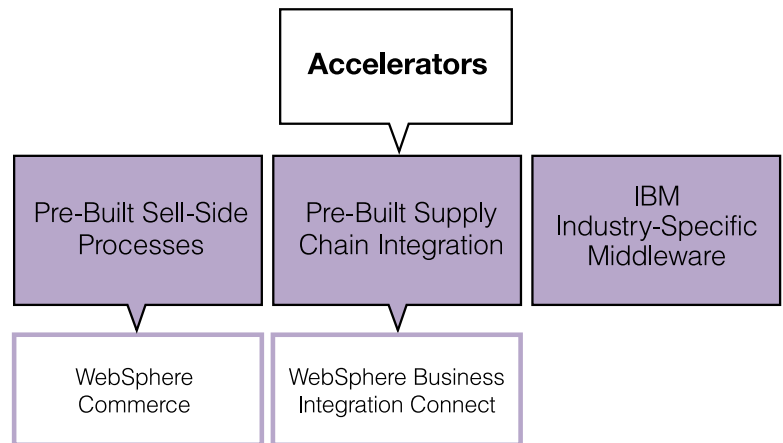 Accelerators
Pre-Built Sell-Side
Processes
Pre-Built Supply
Chain Integration
IBM
Industry-Specific
Middleware
WebSphere
Commerce
WebSphere Business
Integration Connect